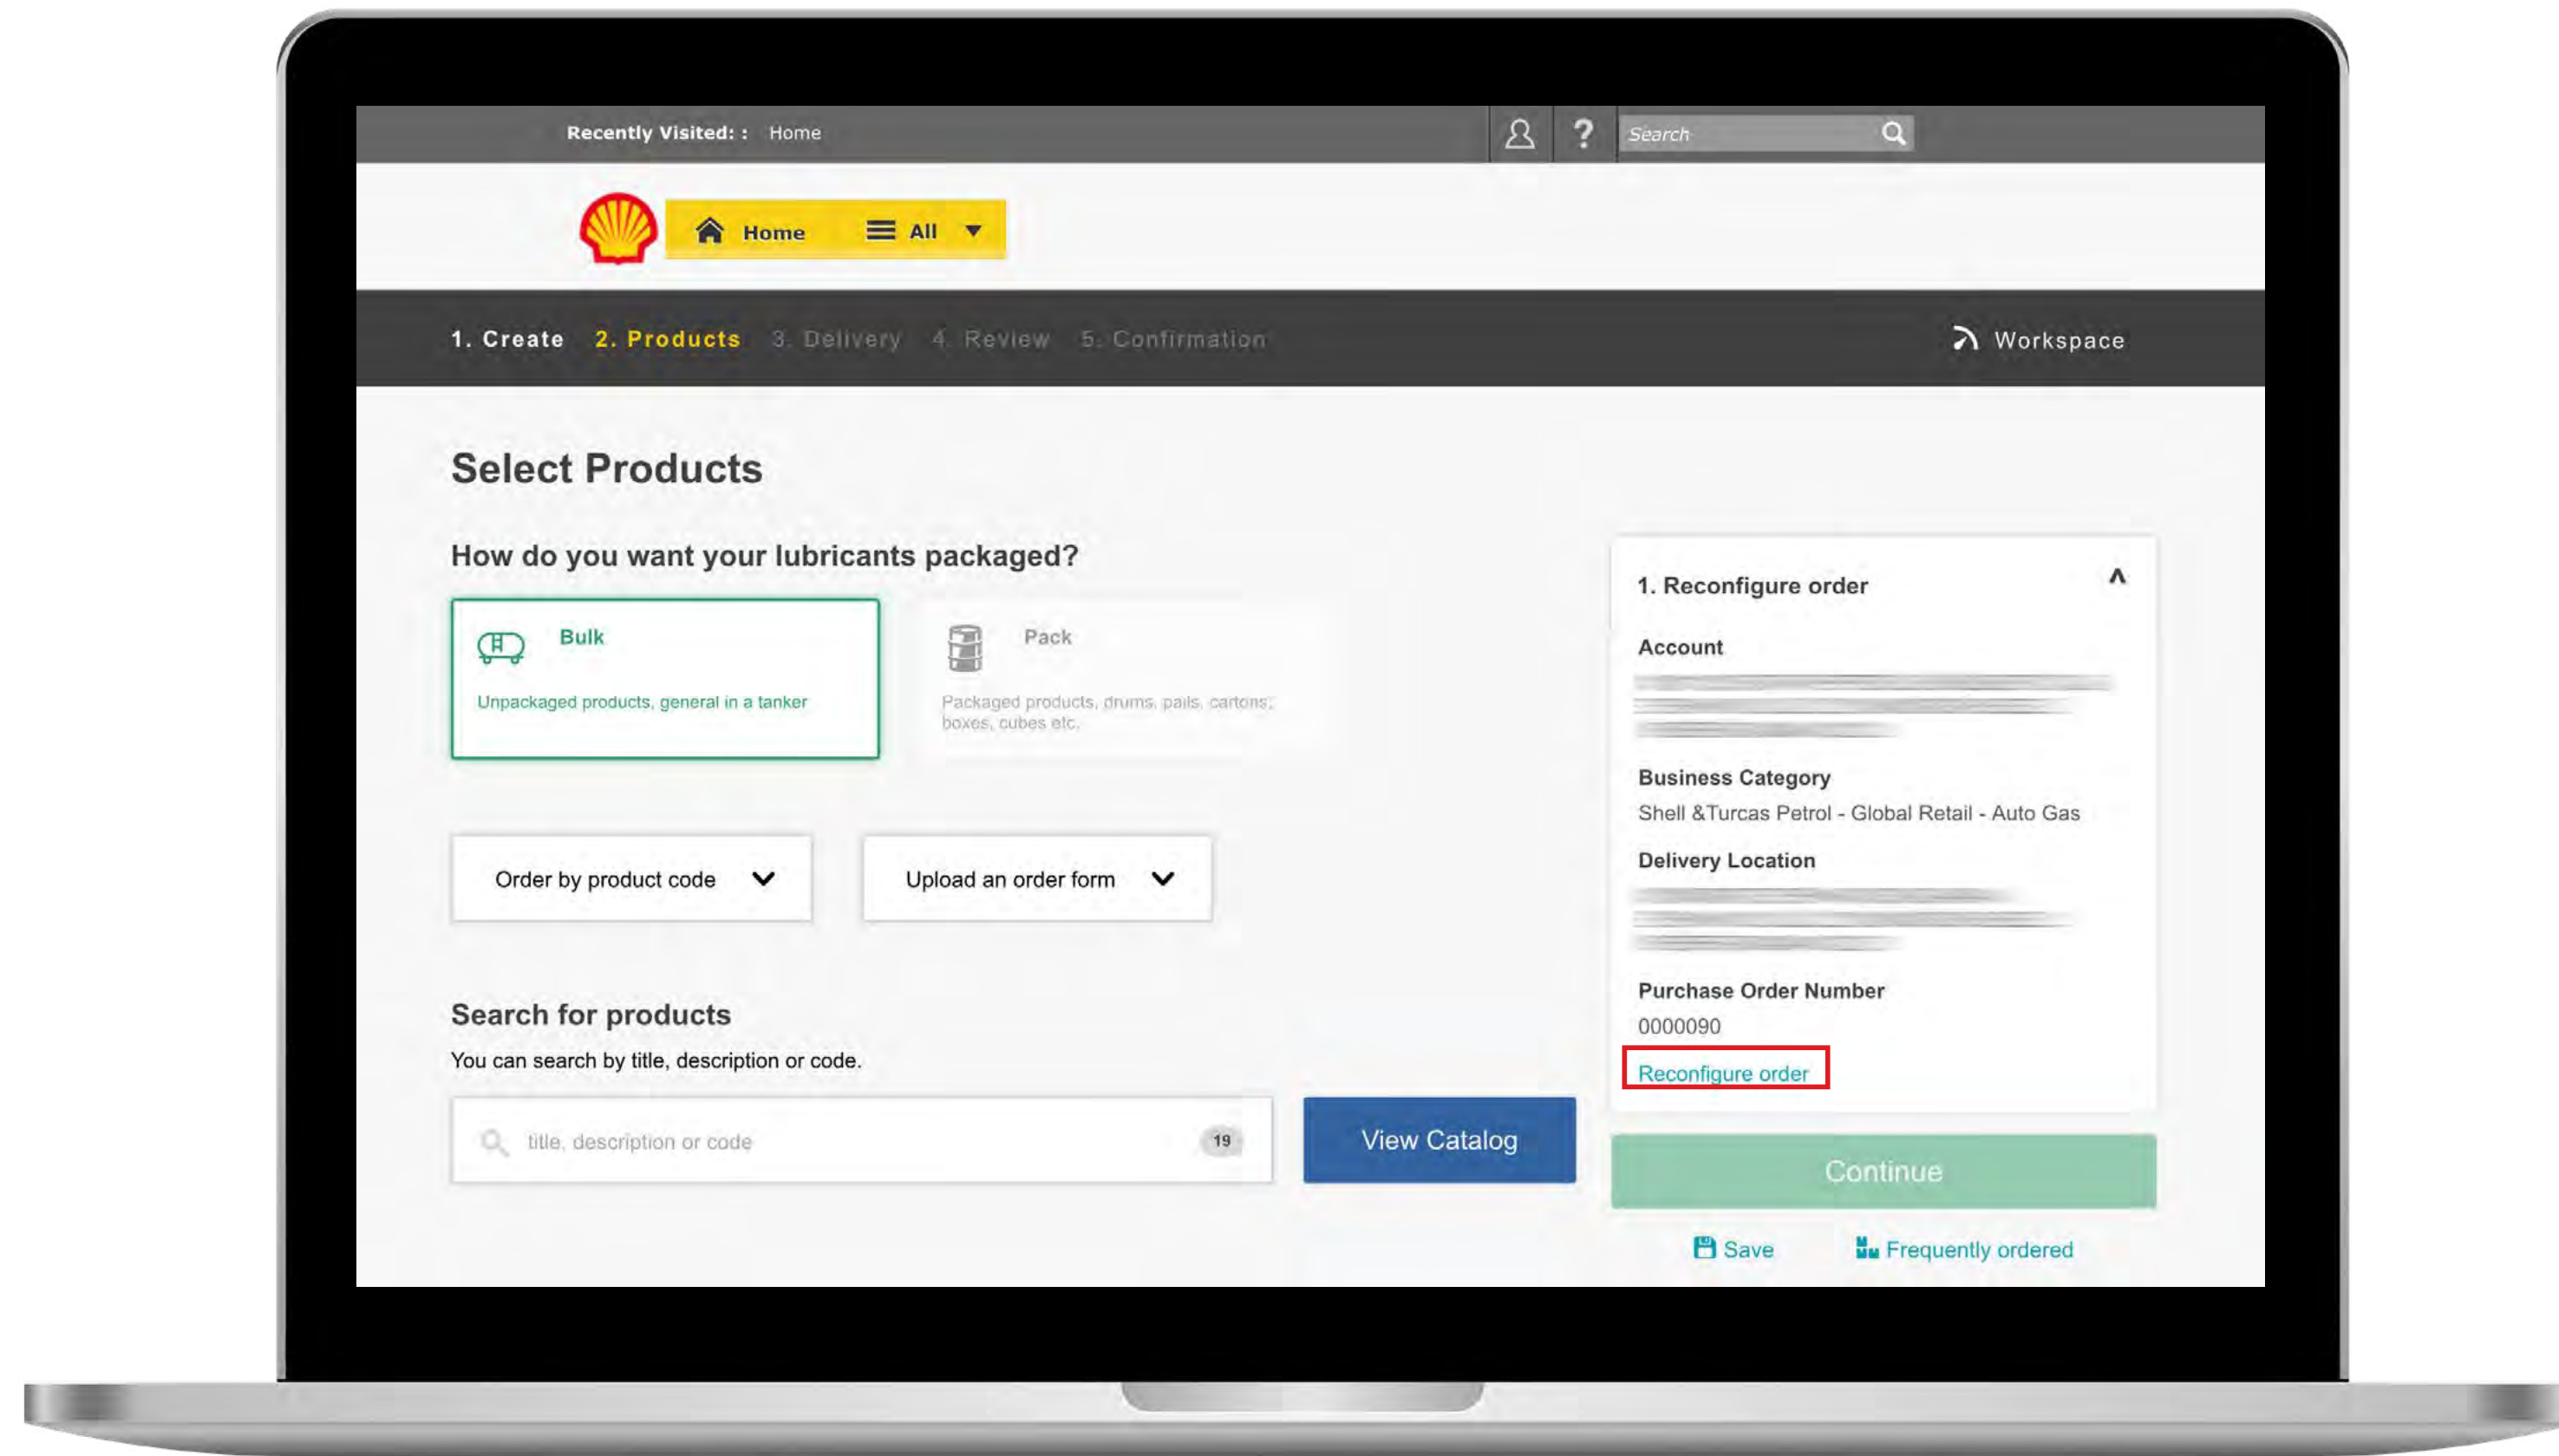 Recently Visited: : Home
? Search
Home All
1. Create 2. Products 3. Delivery 4. Review 5. Confirmation
Workspace
Select Products
How do you want your lubricants packaged?
Bulk
Unpackaged products, general in a tanker
Pack
Packaged products, drums, pails, cartons,
boxes, cubes etc.
Order by product code
Upload an order form
Search for products
You can search by title, description or code.
title, description or code
19
View Catalog
1. Reconfigure order
Account
Business Category
Shell &Turcas Petrol - Global Retail - Auto Gas
Delivery Location
Purchase Order Number
0000090
Reconfigure order
Continue
Save
Frequently ordered